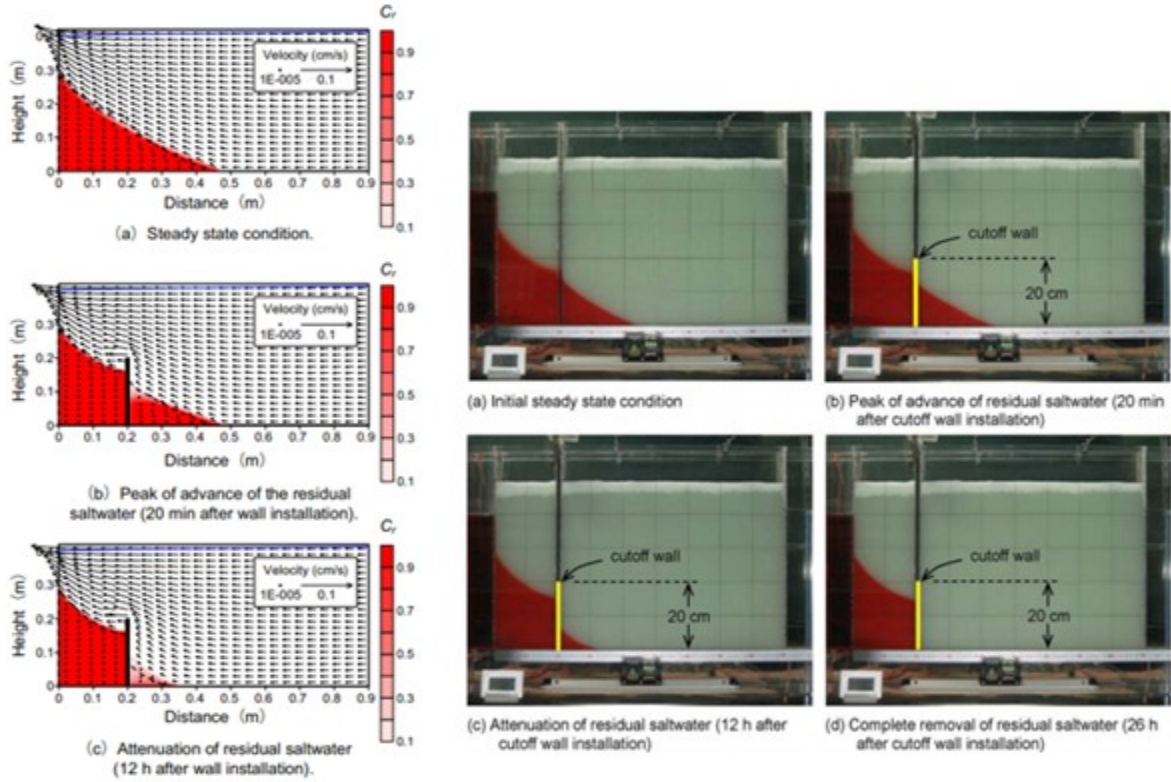 Cr
0.4
0.3
0.2
0.1
0
Height (m)
Velocity (cm/s)
1E-005 0.1
0.9
0.7
0.5
0.3
0.1
0 0.1 0.2 0.3 0.4 0.5 0.6 0.7 0.8 0.9
Distance (m)
(a) Steady state condition.
Cr
0.3
0.2
0.1
0
Height (m)
Velocity (cm/s)
1E-005 0.1
0.9
0.7
0.5
0.3
0.1
0 0.1 0.2 0.3 0.4 0.5 0.6 0.7 0.8 0.9
Distance (m)
(b) Peak of advance of the residual
saltwater (20 min after wall installation).
Cr
0.3
0.2
0.1
0
Height (m)
Velocity (cm/s)
1E-005 0.1
0.9
0.7
0.5
0.3
0.1
0 0.1 0.2 0.3 0.4 0.5 0.6 0.7 0.8 0.9
Distance (m)
(c) Attenuation of residual saltwater
(12 h after wall installation).
(a) Initial steady state condition
cutoff wall
20 cm
(b) Peak of advance of residual saltwater (20 min
after cutoff wall installation)
cutoff wall
20 cm
(c) Attenuation of residual saltwater (12 h after
cutoff wall installation)
cutoff wall
20 cm
(d) Complete removal of residual saltwater (26 h
after cutoff wall installation)